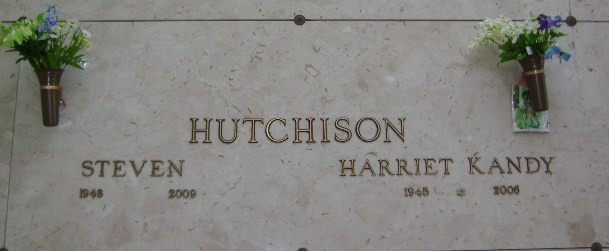 HUTCHISON
STEVEN HARRIET KANDY
1948 2009 1945 2006